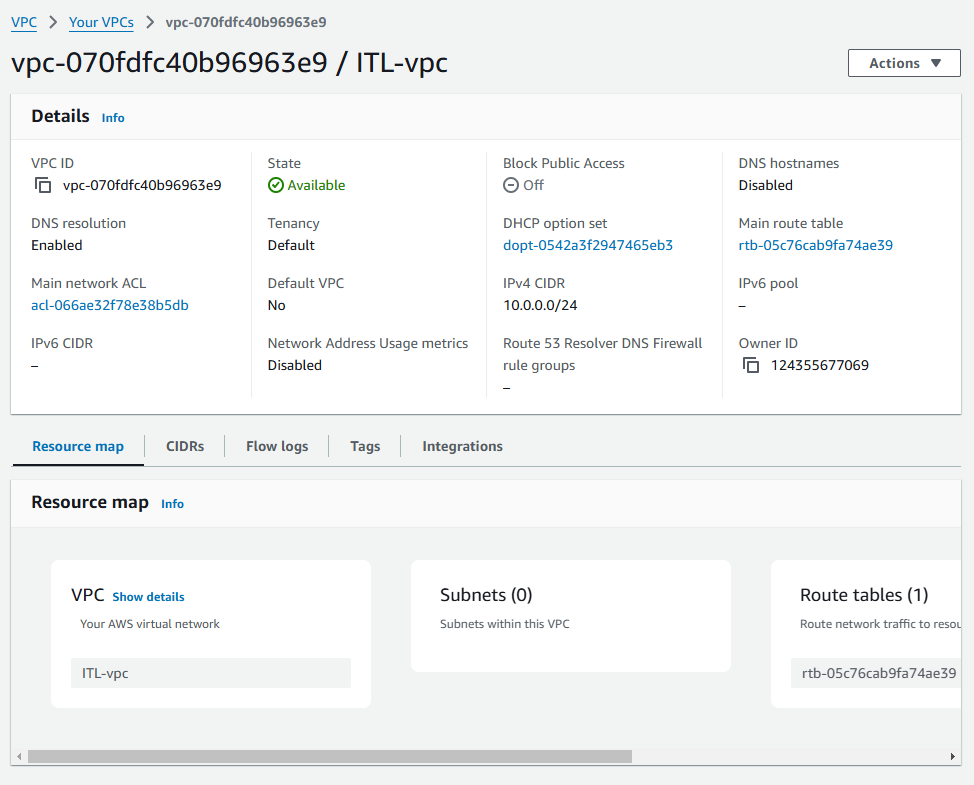 VPC > Your VPCs > vpc-070fdfc40b96963e9
vpc-070fdfc40b96963e9 / ITL-vpc
Actions ▼
Details Info
VPC ID
vpc-070fdfc40b96963e9
State
Available
Block Public Access
Off
DNS hostnames
Disabled
DNS resolution
Enabled
Tenancy
Default
DHCP option set
dopt-0542a3f2947465eb3
Main route table
rtb-05c76cab9fa74ae39
Main network ACL
acl-066ae32f78e38b5db
Default VPC
No
IPv4 CIDR
10.0.0.0/24
IPv6 pool
–
IPv6 CIDR
–
Network Address Usage metrics
Disabled
Route 53 Resolver DNS Firewall
rule groups
–
Owner ID
124355677069
Resource map
CIDRs
Flow logs
Tags
Integrations
Resource map Info
VPC Show details
Your AWS virtual network
ITL-vpc
Subnets (0)
Subnets within this VPC
Route tables (1)
Route network traffic to resou
rtb-05c76cab9fa74ae39